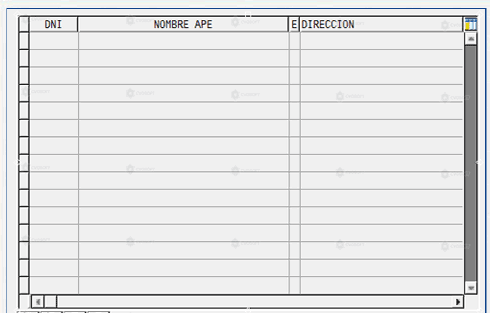 DNI NOMBRE APE E DIRECCION